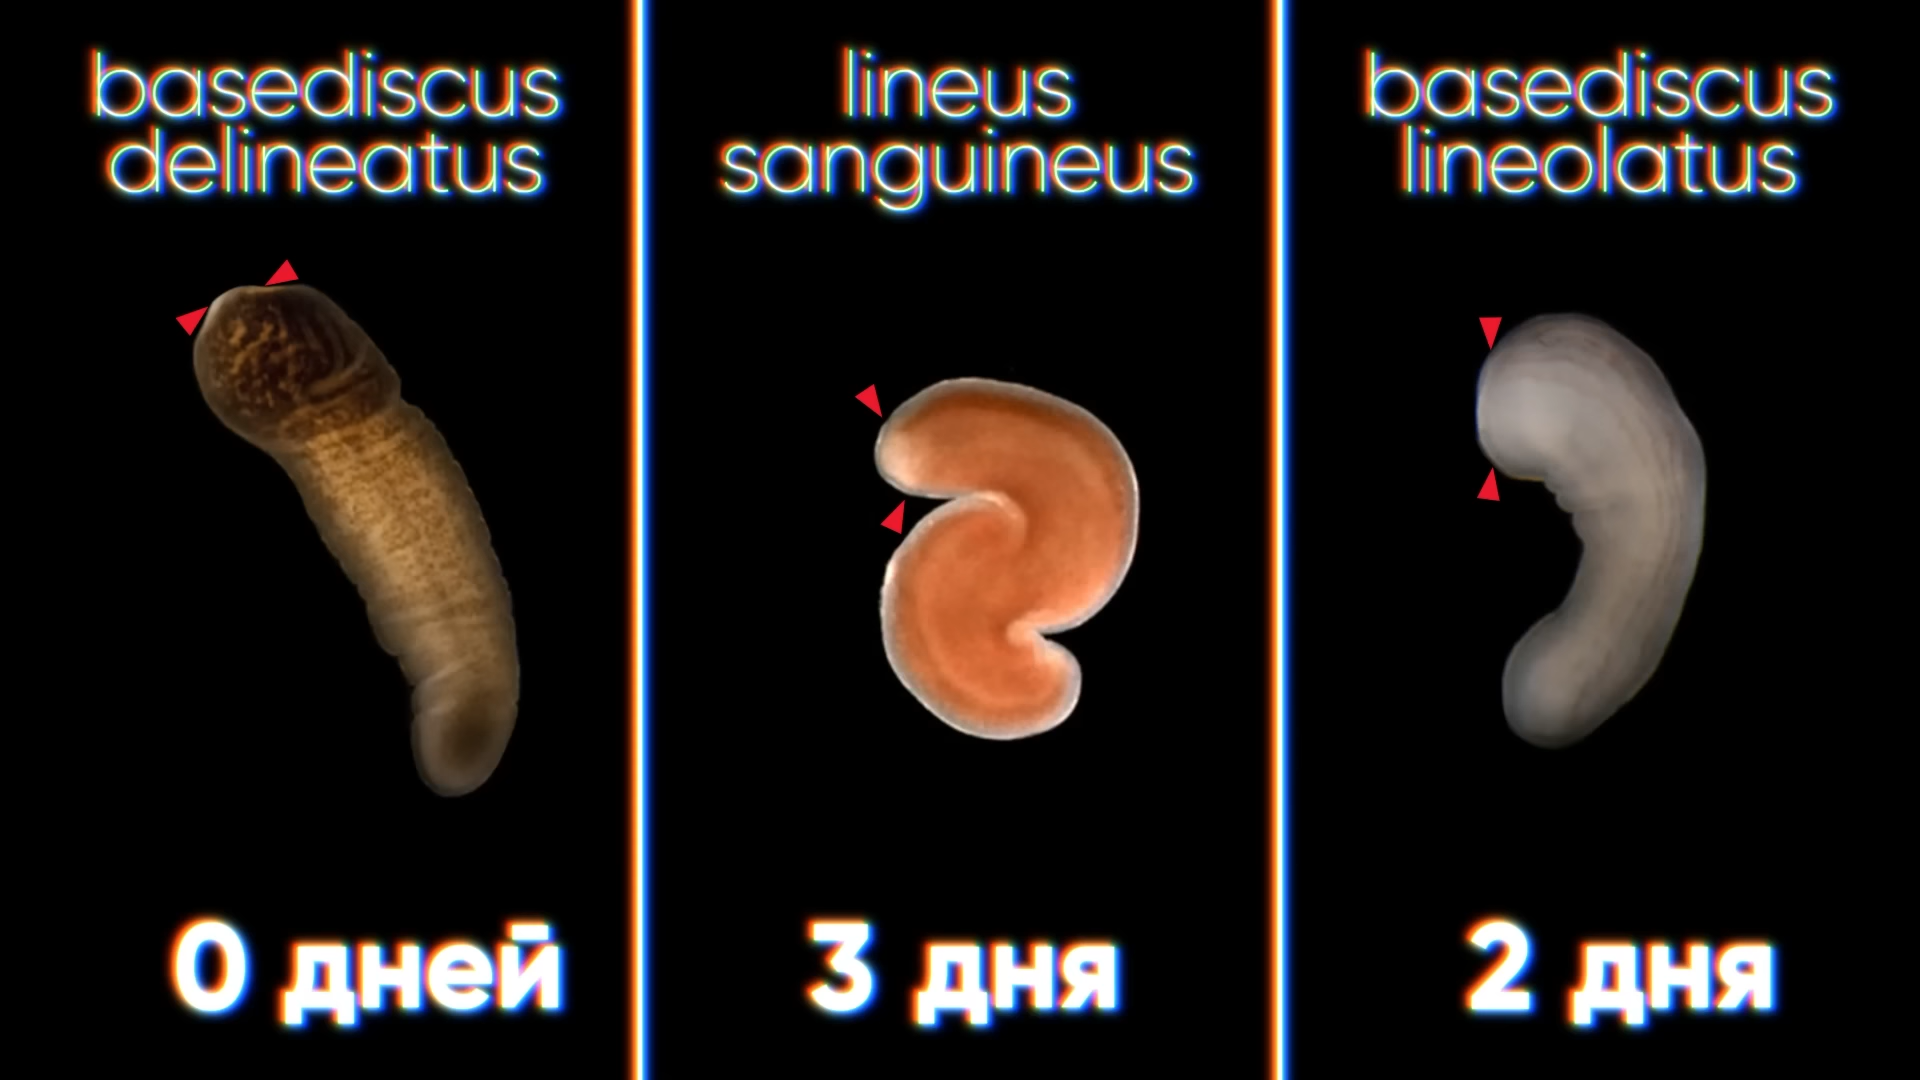 basediscus
delineatus
lineus
sanguineus
basediscus
lineolatus
0 дней
3 дня
2 дня